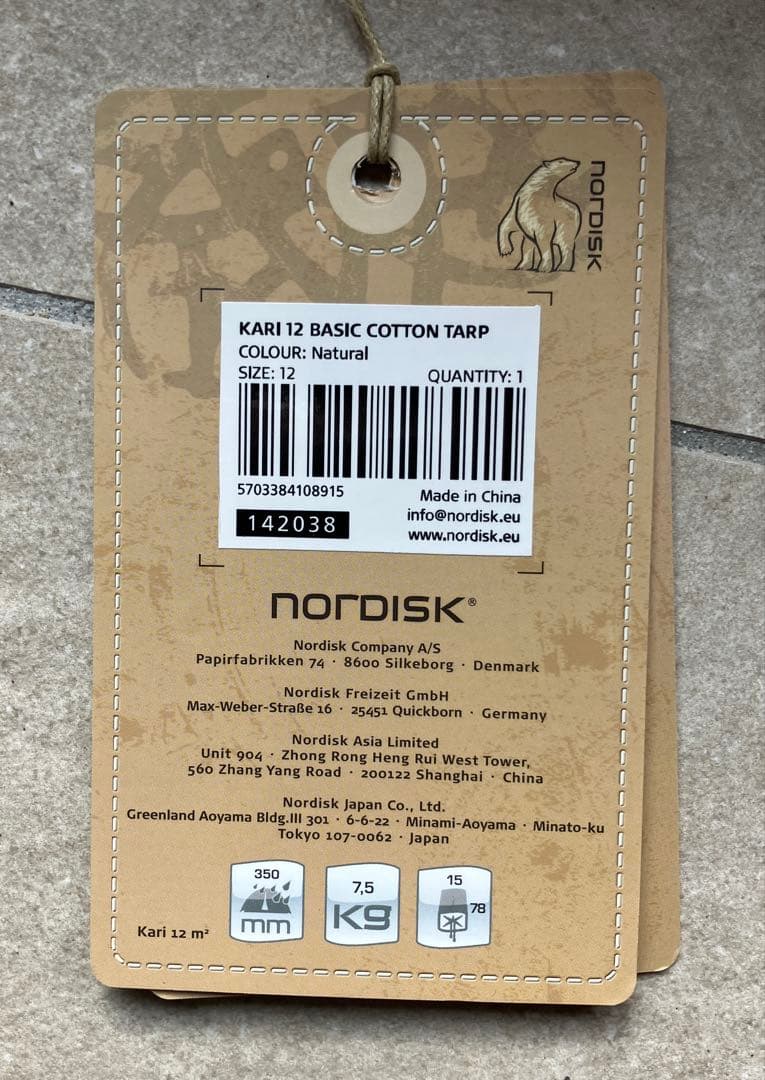 NORDISK
KARI 12 BASIC COTTON TARP
COLOUR: Natural
SIZE: 12 QUANTITY: 1
5703384108915 Made in China
info@nordisk.eu
142038 www.nordisk.eu
NORDISK®
Nordisk Company A/S
Papirfabrikken 74 · 8600 Silkeborg · Denmark
Nordisk Freizeit GmbH
Max-Weber-Straße 16 · 25451 Quickborn · Germany
Nordisk Asia Limited
Unit 904 · Zhong Rong Heng Rui West Tower,
560 Zhang Yang Road · 200122 Shanghai · China
Nordisk Japan Co., Ltd.
Greenland Aoyama Bldg.III 301 · 6-6-22 · Minami-Aoyama · Minato-ku
Tokyo 107-0062 · Japan
Kari 12 m²
350
mm
7,5
Kg
15
78